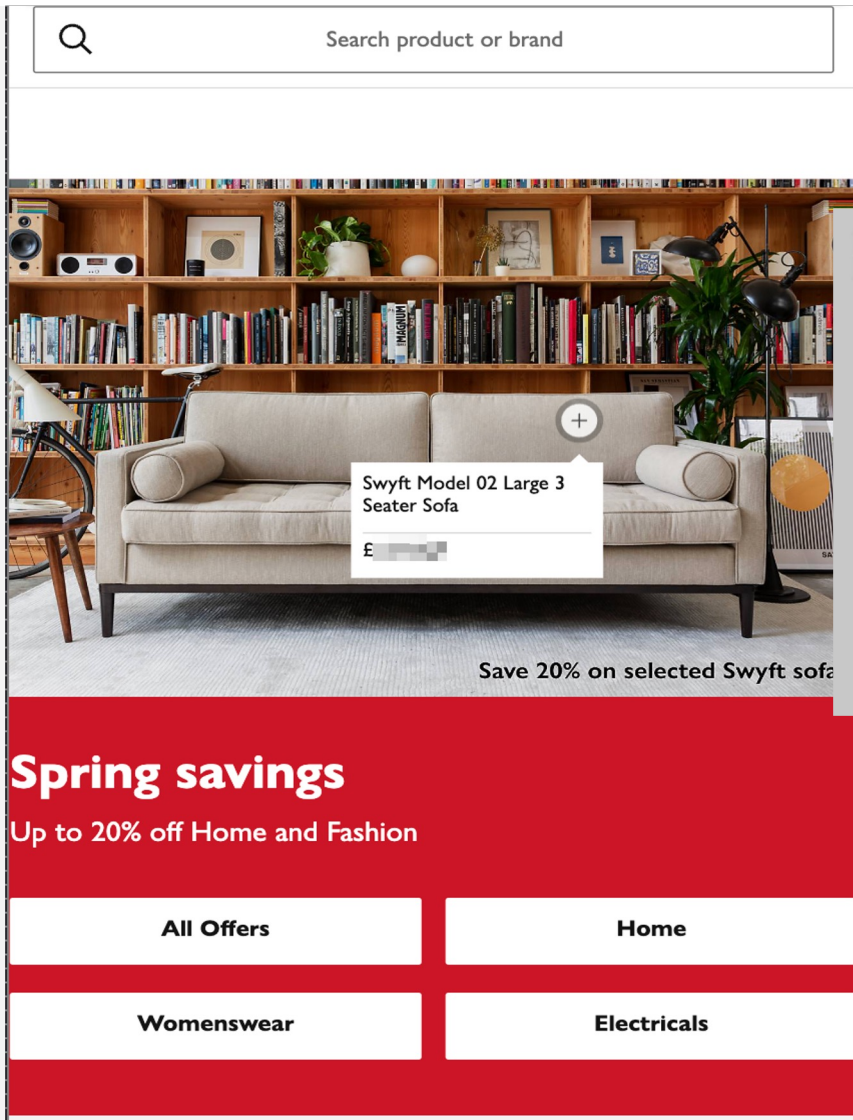 Search product or brand
MAGNUM
Swyft Model 02 Large 3
Seater Sofa
£
Save 20% on selected Swyft sofa
Spring savings
Up to 20% off Home and Fashion
All Offers
Home
Womenswear
Electricals